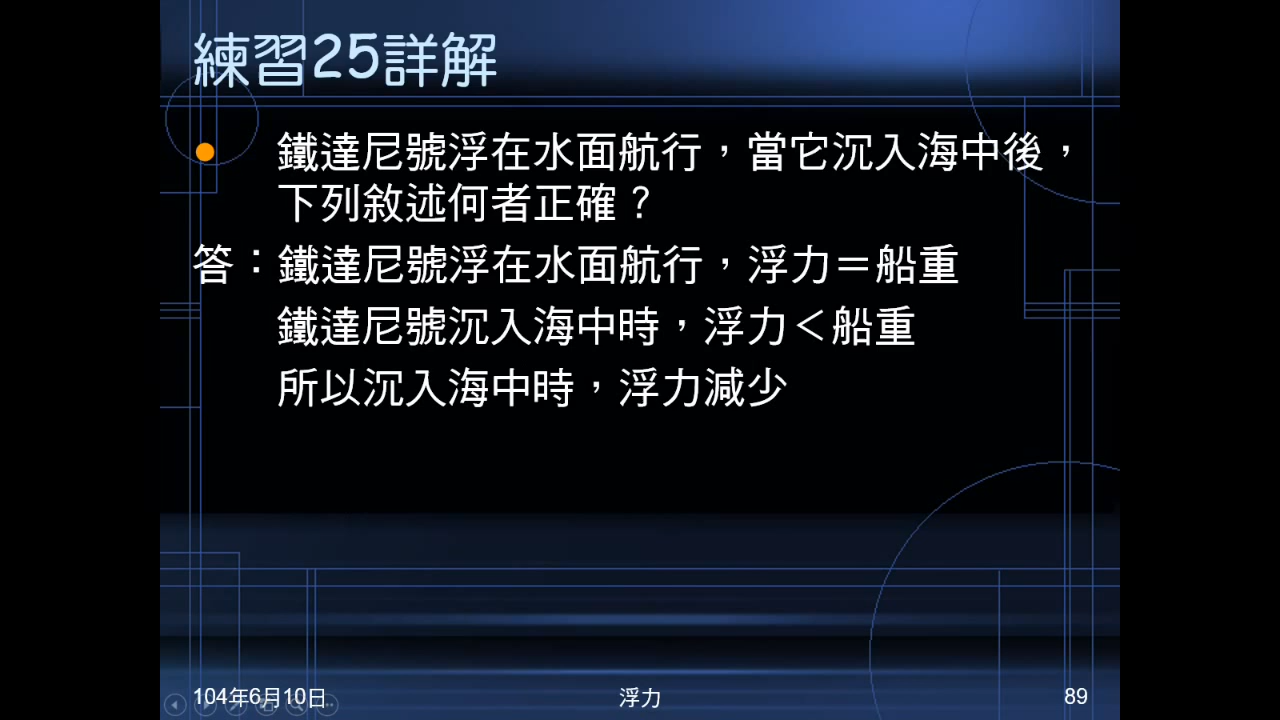 練習25詳解
鐵達尼號浮在水面航行，當它沉入海中後，
下列敘述何者正確？
答：鐵達尼號浮在水面航行，浮力＝船重
鐵達尼號沉入海中時，浮力＜船重
所以沉入海中時，浮力減少
104年6月10日
浮力
89